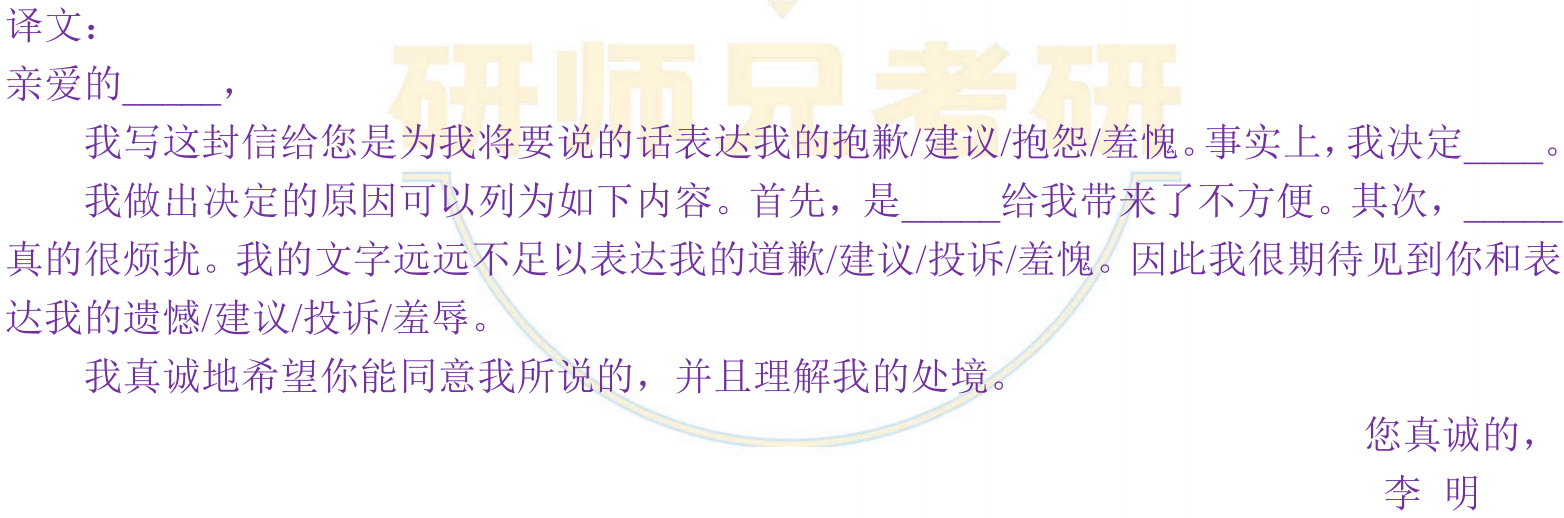 译文：
亲爱的_____，
研师兄考研
我写这封信给您是为我将要说的话表达我的抱歉/建议/抱怨/羞愧。事实上，我决定____。
我做出决定的原因可以列为如下内容。首先，是_____给我带来了不方便。其次，_____
真的很烦扰。我的文字远远不足以表达我的道歉/建议/投诉/羞愧。因此我很期待见到你和表
达我的遗憾/建议/投诉/羞辱。
我真诚地希望你能同意我所说的，并且理解我的处境。
您真诚的，
李 明